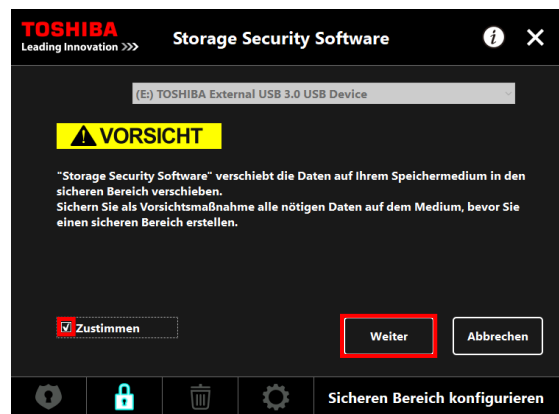 TOSHIBA
Leading Innovation >>>
Storage Security Software
(E:) TOSHIBA External USB 3.0 USB Device
VORSICHT
"Storage Security Software" verschiebt die Daten auf Ihrem Speichermedium in den
sicheren Bereich verschieben.
Sichern Sie als Vorsichtsmaßnahme alle nötigen Daten auf dem Medium, bevor Sie
einen sicheren Bereich erstellen.
Zustimmen
Weiter
Abbrechen
Sicheren Bereich konfigurieren